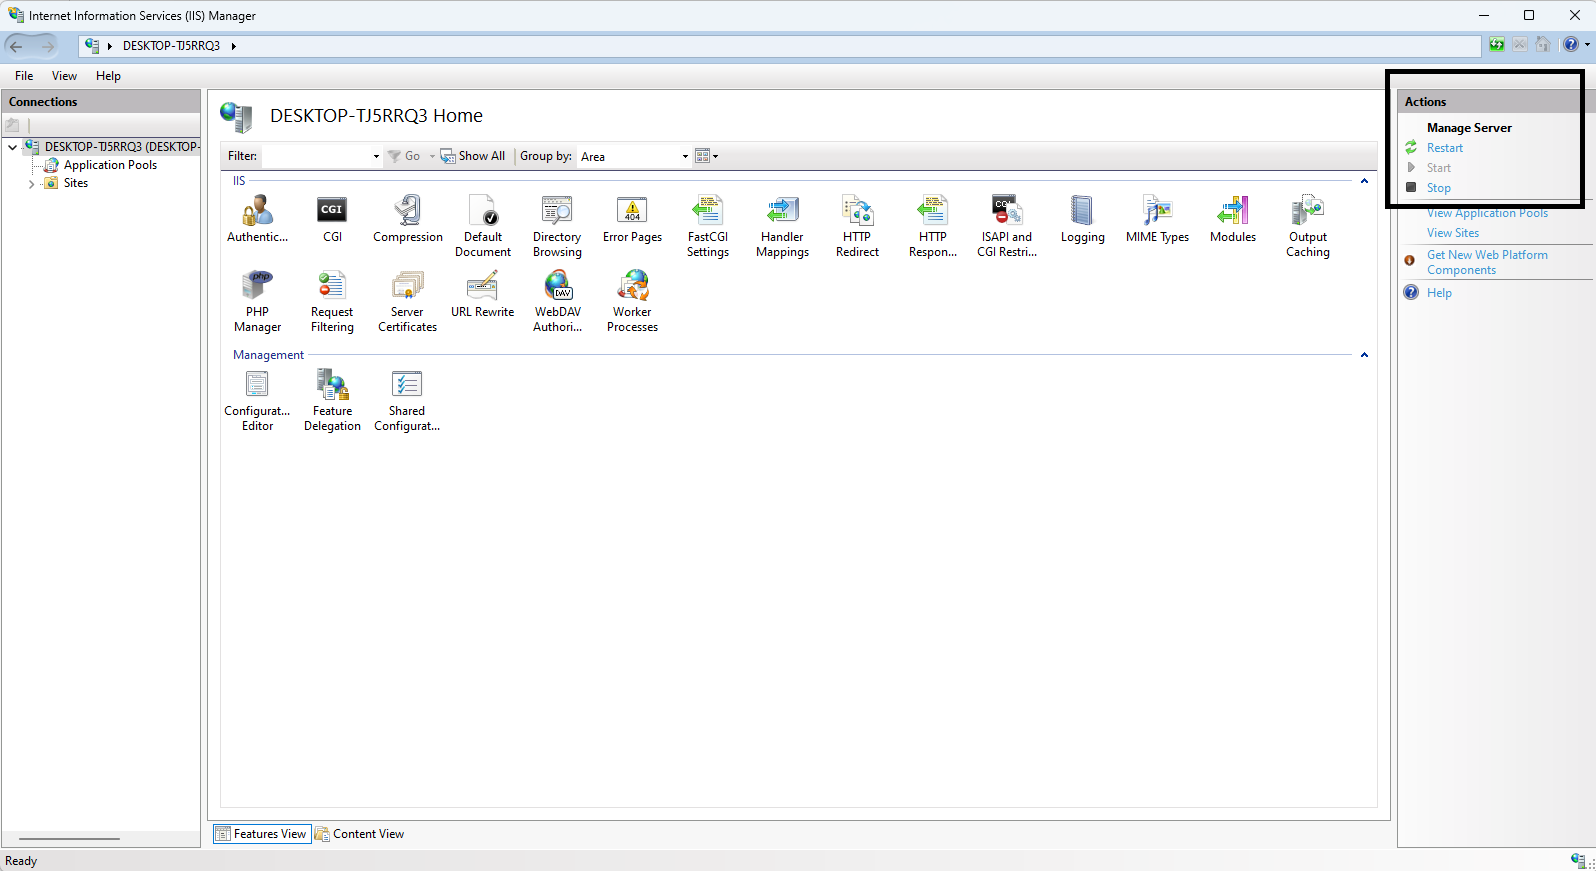 Internet Information Services (IIS) Manager
DESKTOP-TJ5RRQ3
File View Help
Connections
DESKTOP-TJ5RRQ3 (DESKTOP-
Application Pools
Sites
DESKTOP-TJ5RRQ3 Home
Filter: Go Show All Group by: Area
IIS
Authentic...
CGI
Compression
Default
Document
Directory
Browsing
Error Pages
FastCGI
Settings
Handler
Mappings
HTTP
Redirect
HTTP
Respon...
ISAPI and
CGI Restri...
Logging
MIME Types
Modules
Output
Caching
PHP
Manager
Request
Filtering
Server
Certificates
URL Rewrite
WebDAV
Authori...
Worker
Processes
Management
Configurat...
Editor
Feature
Delegation
Shared
Configurat...
Features View
Content View
Actions
Manage Server
Restart
Start
Stop
View Application Pools
View Sites
Get New Web Platform
Components
Help
Ready
CGI
404
CGI
php
DAV